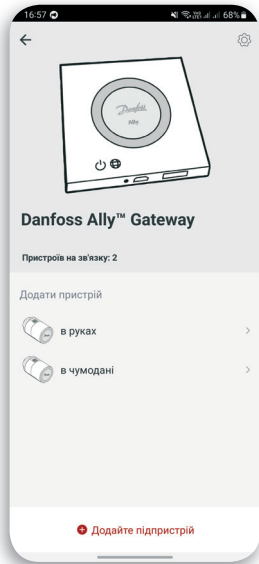 16:57
68%
Danfoss
Ally
Danfoss Ally™ Gateway
Пристроїв на зв'язку: 2
Додати пристрій
в руках
в чумодані
Додайте підпристрій